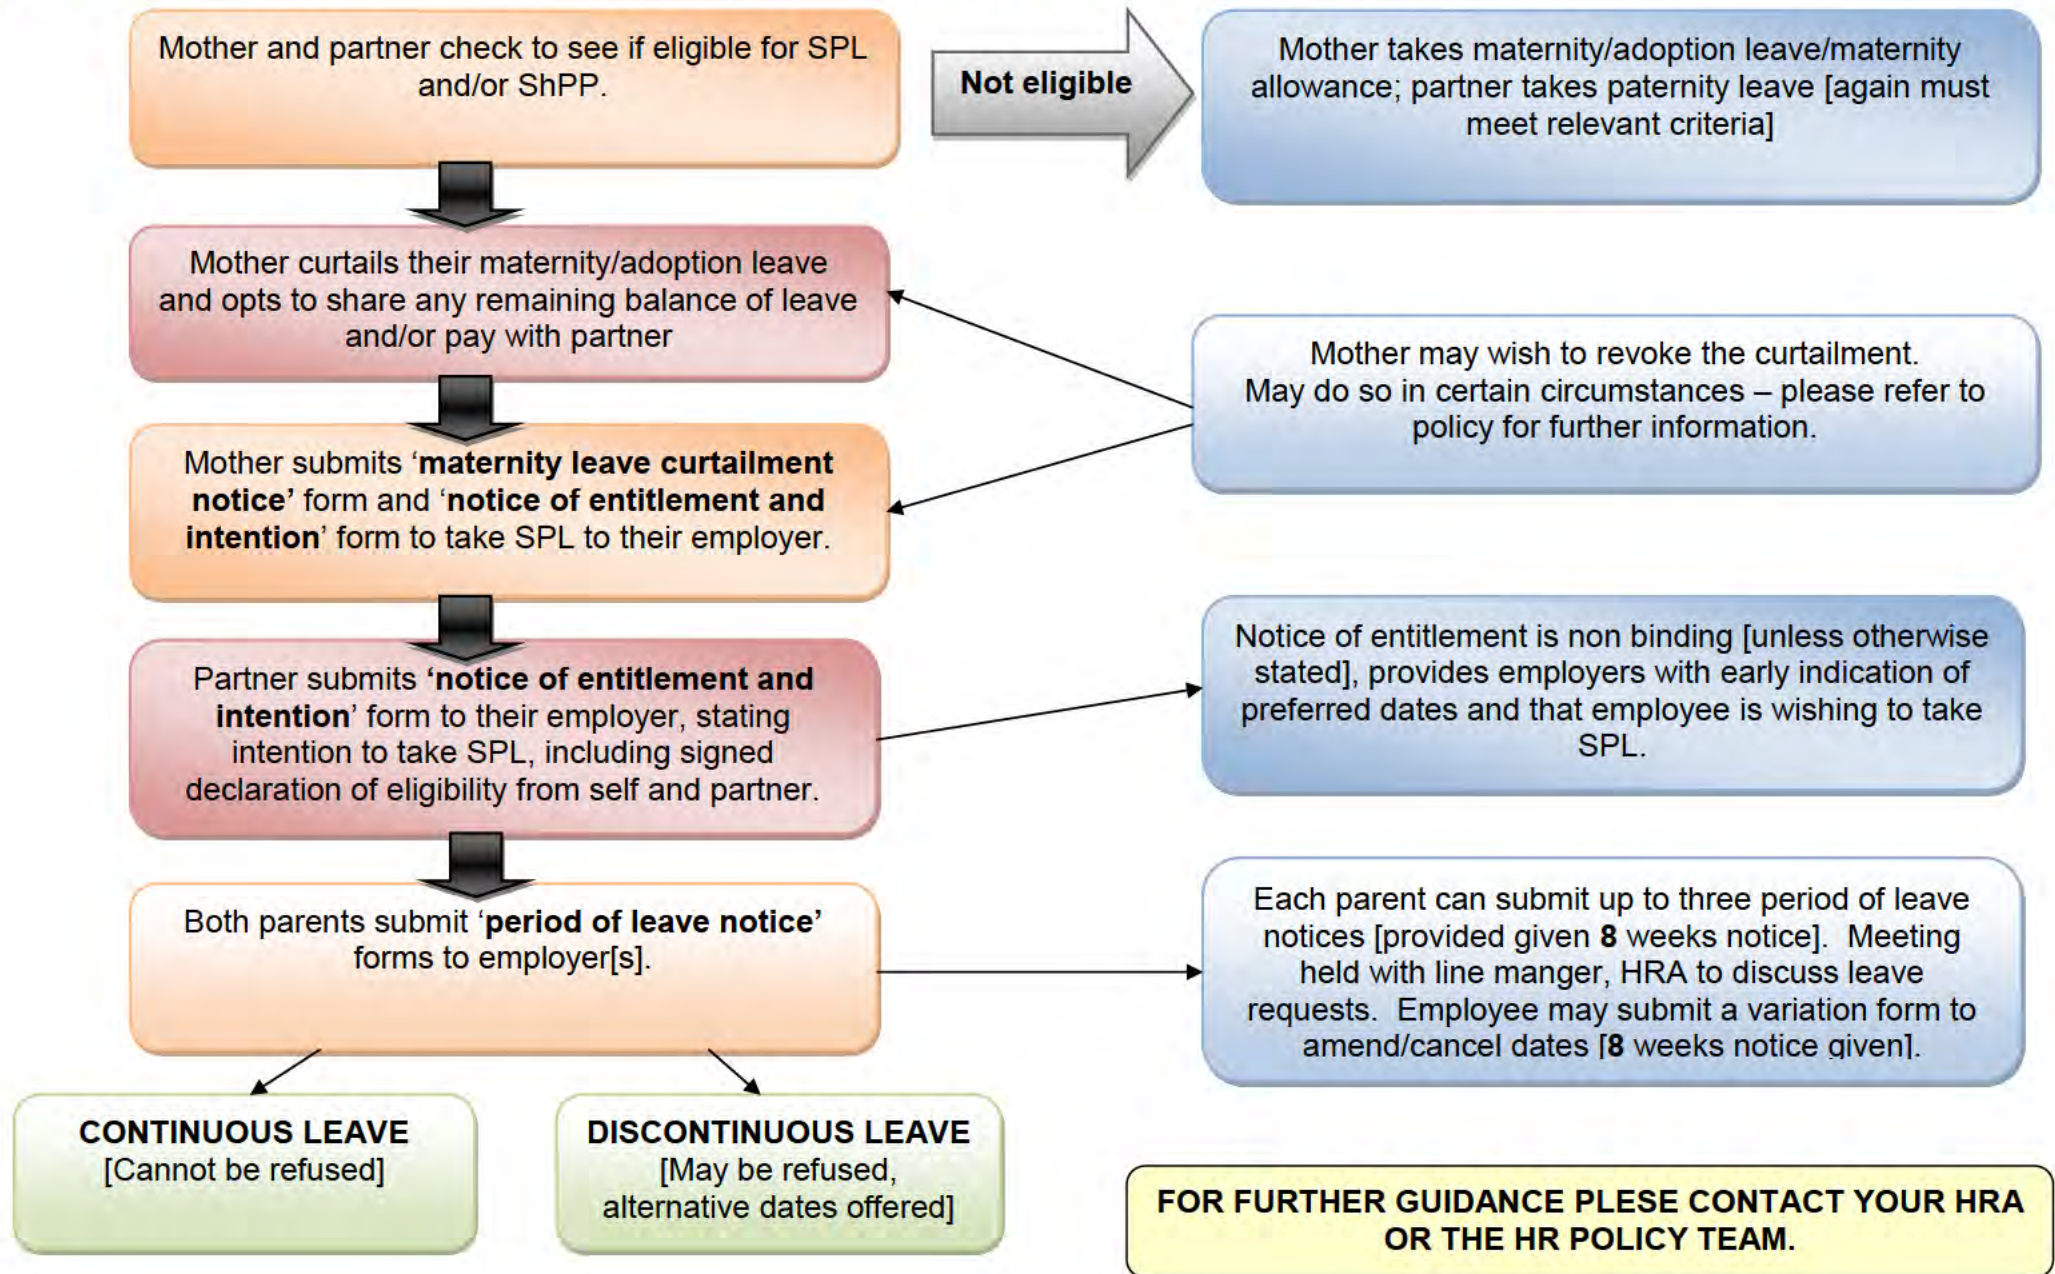 Mother and partner check to see if eligible for SPL
and/or ShPP.
Not eligible
Mother takes maternity/adoption leave/maternity
allowance; partner takes paternity leave [again must
meet relevant criteria]
Mother curtails their maternity/adoption leave
and opts to share any remaining balance of leave
and/or pay with partner
Mother may wish to revoke the curtailment.
May do so in certain circumstances – please refer to
policy for further information.
Mother submits ‘maternity leave curtailment
notice’ form and ‘notice of entitlement and
intention’ form to take SPL to their employer.
Partner submits ‘notice of entitlement and
intention’ form to their employer, stating
intention to take SPL, including signed
declaration of eligibility from self and partner.
Notice of entitlement is non binding [unless otherwise
stated], provides employers with early indication of
preferred dates and that employee is wishing to take
SPL.
Both parents submit ‘period of leave notice’
forms to employer[s].
Each parent can submit up to three period of leave
notices [provided given 8 weeks notice].  Meeting
held with line manger, HRA to discuss leave
requests.  Employee may submit a variation form to
amend/cancel dates [8 weeks notice given].
CONTINUOUS LEAVE
[Cannot be refused]
DISCONTINUOUS LEAVE
[May be refused,
alternative dates offered]
FOR FURTHER GUIDANCE PLESE CONTACT YOUR HRA
OR THE HR POLICY TEAM.